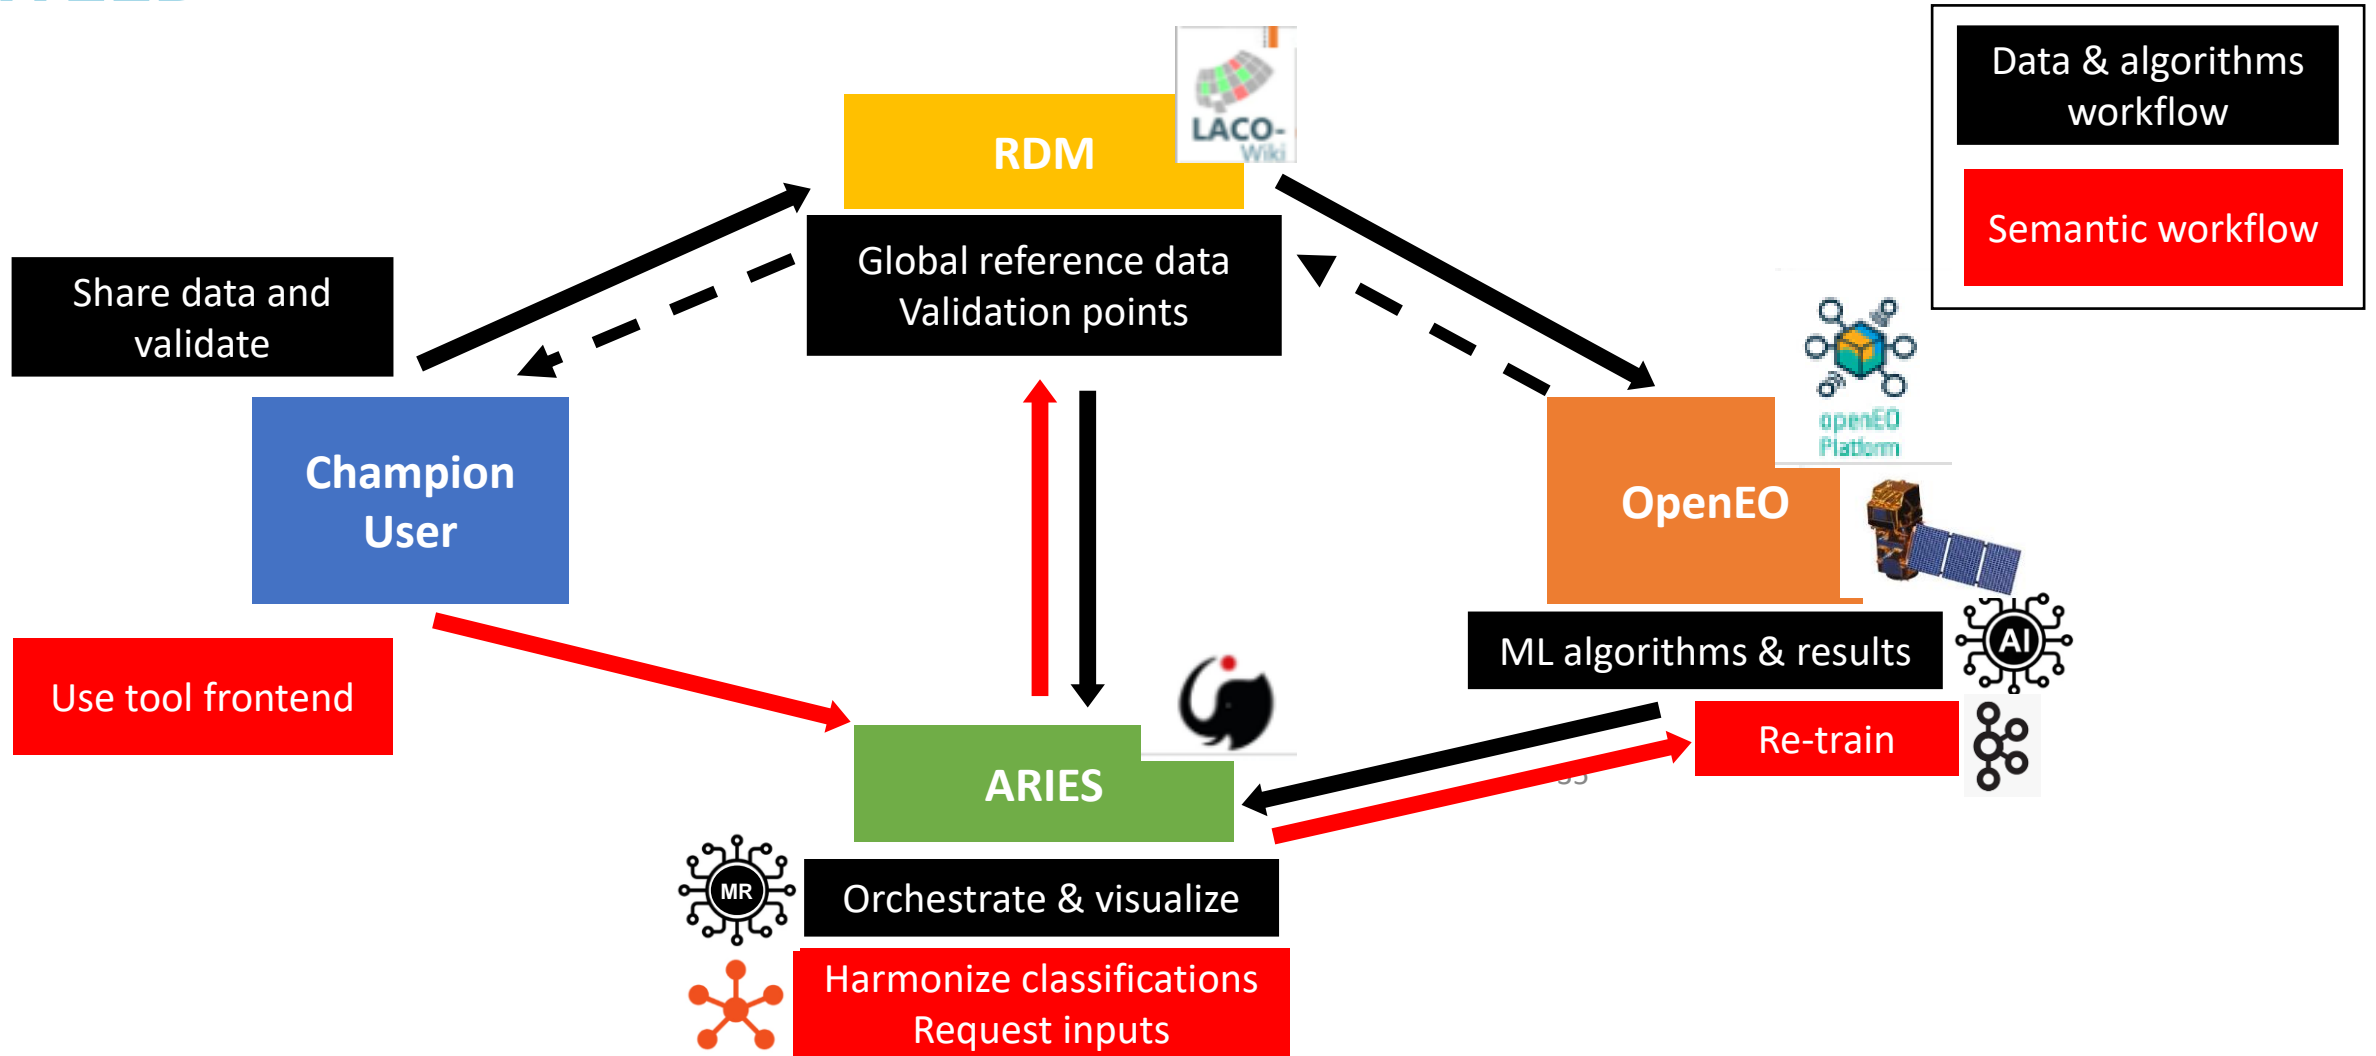 Data & algorithms
workflow
Semantic workflow
LACO-
Wiki
RDM
Global reference data
Validation points
Share data and
validate
Champion
User
Use tool frontend
openEO
Platform
OpenEO
ML algorithms & results
AI
Re-train
ARIES
MR
Orchestrate & visualize
Harmonize classifications
Request inputs